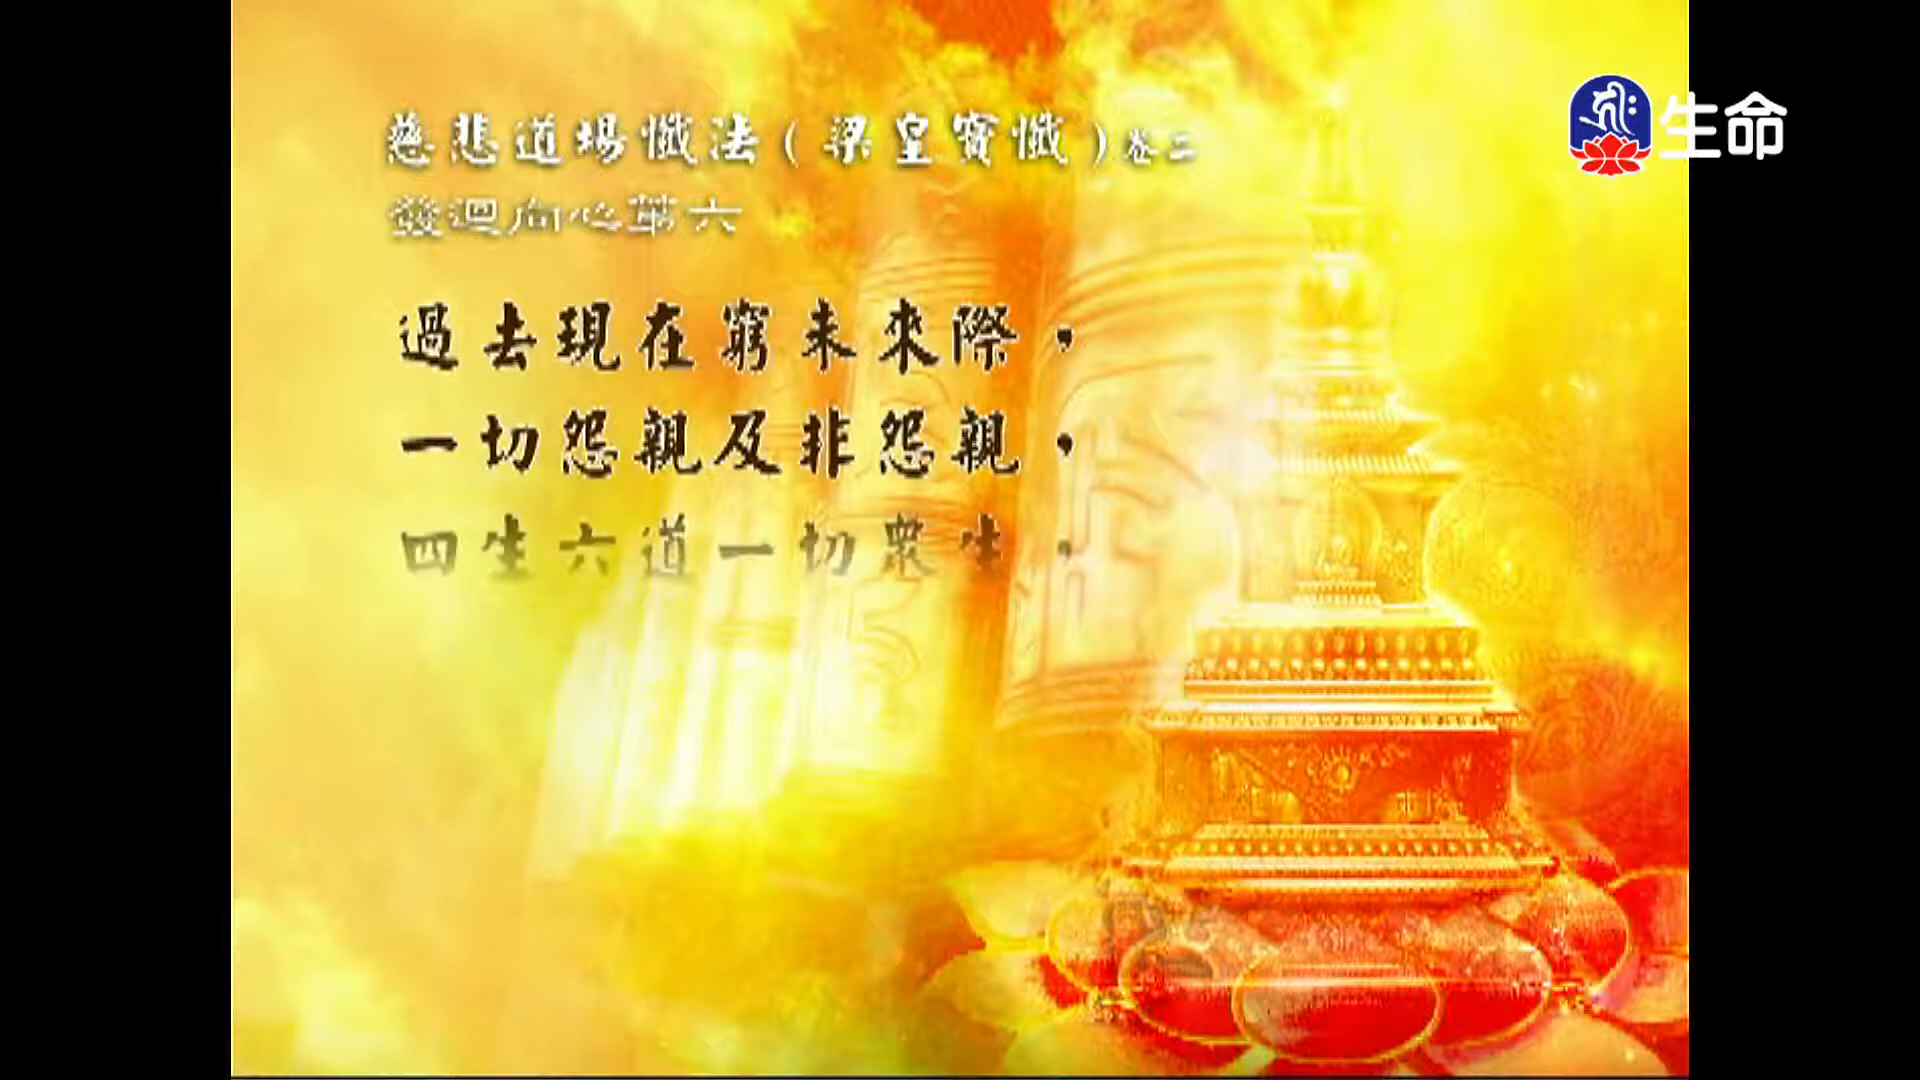 慈悲道場懺法(梁皇寶懺)卷二
發迴向心第六
過去現在窮未來際，
一切怨親及非怨親，
四生六道一切眾生，
生命